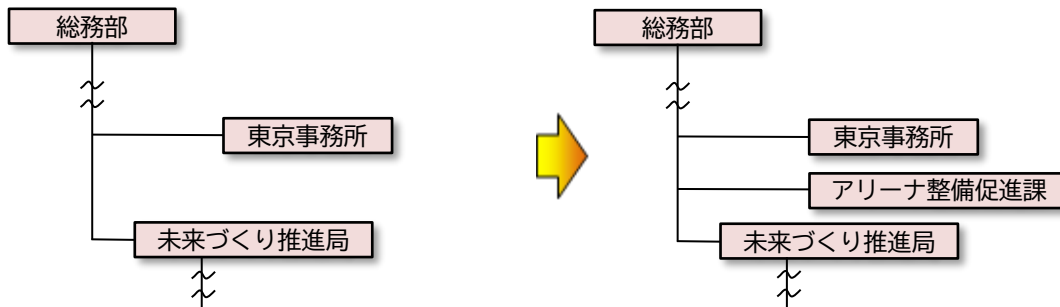 総務部
東京事務所
未来づくり推進局
総務部
東京事務所
アリーナ整備促進課
未来づくり推進局